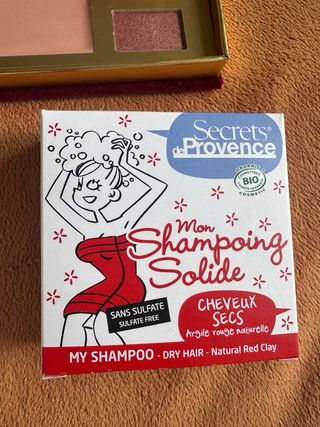 Secrets®
de Provence
BIO
COSMETIC
Mon
Shampoing
Solide
SANS SULFATE
SULFATE FREE
CHEVEUX
SECS
Argile rouge naturelle
MY SHAMPOO - DRY HAIR - Natural Red Clay